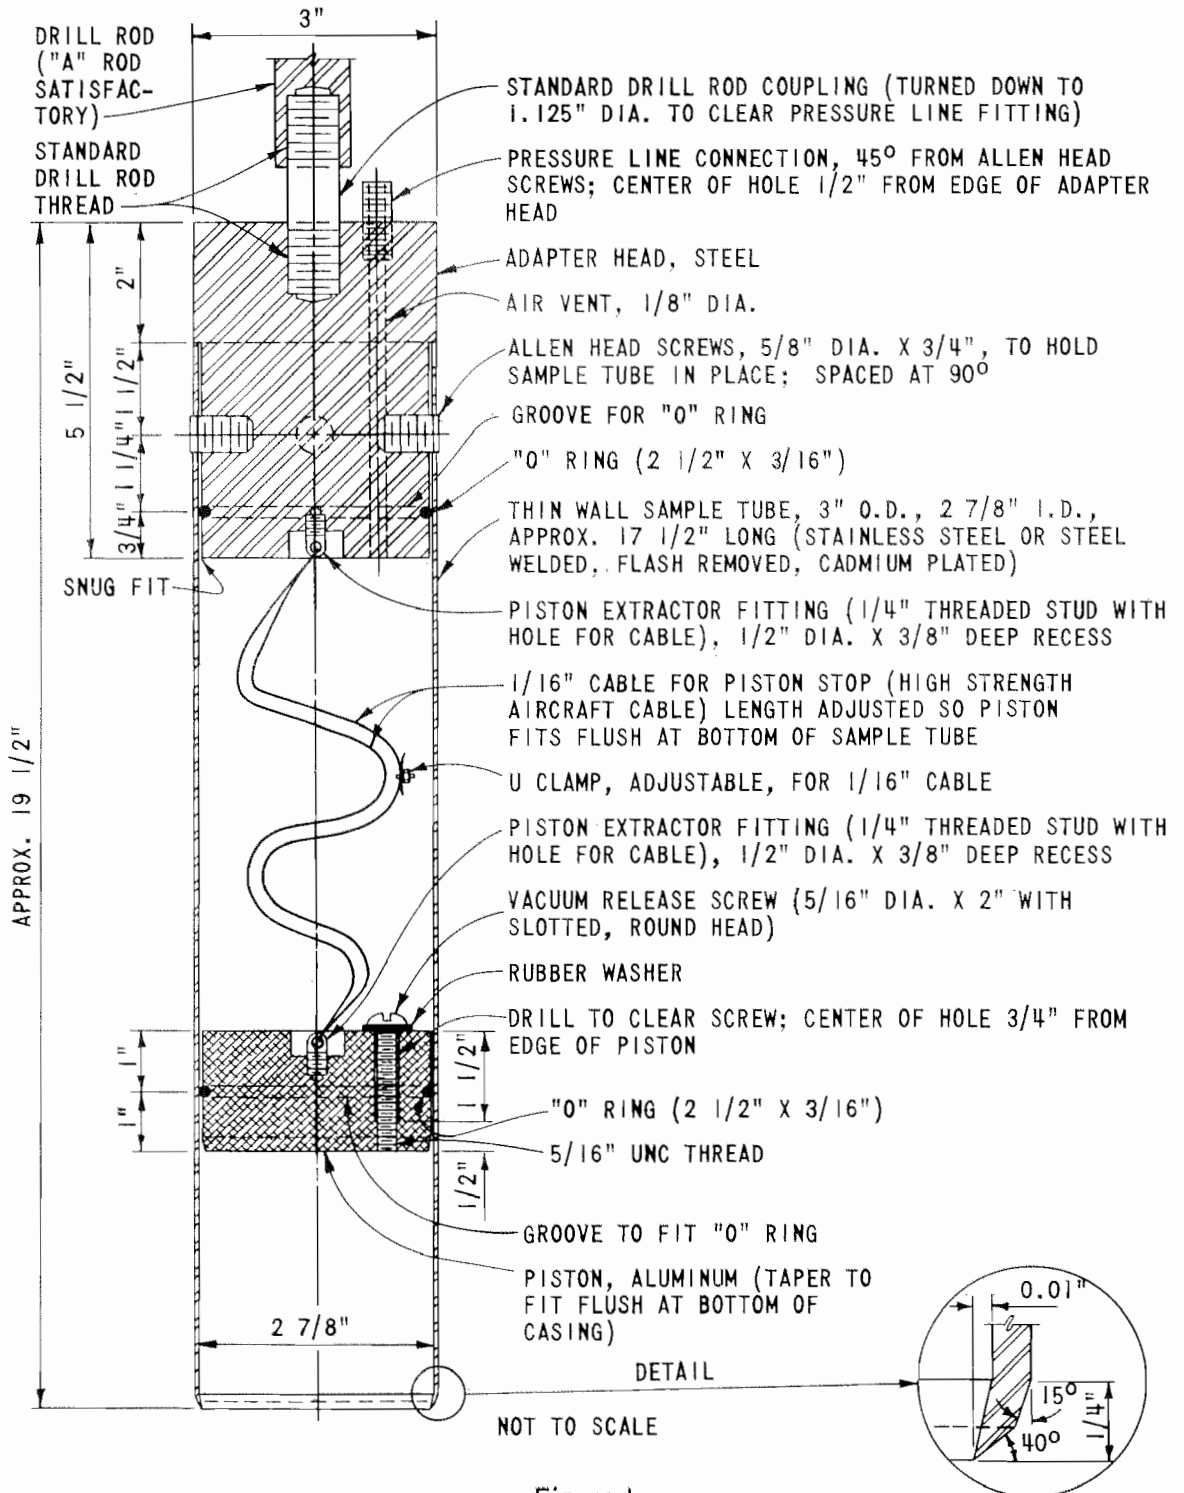 3"
DRILL ROD
("A" ROD
SATISFAC-
TORY)
STANDARD
DRILL ROD
THREAD
STANDARD DRILL ROD COUPLING (TURNED DOWN TO
1.125" DIA. TO CLEAR PRESSURE LINE FITTING)
PRESSURE LINE CONNECTION, 45° FROM ALLEN HEAD
SCREWS; CENTER OF HOLE 1/2" FROM EDGE OF ADAPTER
HEAD
ADAPTER HEAD, STEEL
AIR VENT, 1/8" DIA.
ALLEN HEAD SCREWS, 5/8" DIA. X 3/4", TO HOLD
SAMPLE TUBE IN PLACE; SPACED AT 90°
GROOVE FOR "O" RING
"O" RING (2 1/2" X 3/16")
THIN WALL SAMPLE TUBE, 3" O.D., 2 7/8" I.D.,
APPROX. 17 1/2" LONG (STAINLESS STEEL OR STEEL
WELDED, FLASH REMOVED, CADMIUM PLATED)
2"
1 1/2"
1 1/4"
3/4"
5 1/2"
SNUG FIT
APPROX. 19 1/2"
PISTON EXTRACTOR FITTING (1/4" THREADED STUD WITH
HOLE FOR CABLE), 1/2" DIA. X 3/8" DEEP RECESS
1/16" CABLE FOR PISTON STOP (HIGH STRENGTH
AIRCRAFT CABLE) LENGTH ADJUSTED SO PISTON
FITS FLUSH AT BOTTOM OF SAMPLE TUBE
U CLAMP, ADJUSTABLE, FOR 1/16" CABLE
PISTON EXTRACTOR FITTING (1/4" THREADED STUD WITH
HOLE FOR CABLE), 1/2" DIA. X 3/8" DEEP RECESS
VACUUM RELEASE SCREW (5/16" DIA. X 2" WITH
SLOTTED, ROUND HEAD)
RUBBER WASHER
DRILL TO CLEAR SCREW; CENTER OF HOLE 3/4" FROM
EDGE OF PISTON
1"
1"
1 1/2"
1/2"
"O" RING (2 1/2" X 3/16")
5/16" UNC THREAD
GROOVE TO FIT "O" RING
PISTON, ALUMINUM (TAPER TO
FIT FLUSH AT BOTTOM OF
CASING)
2 7/8"
DETAIL
NOT TO SCALE
0.01"
15°
40°
1/4"